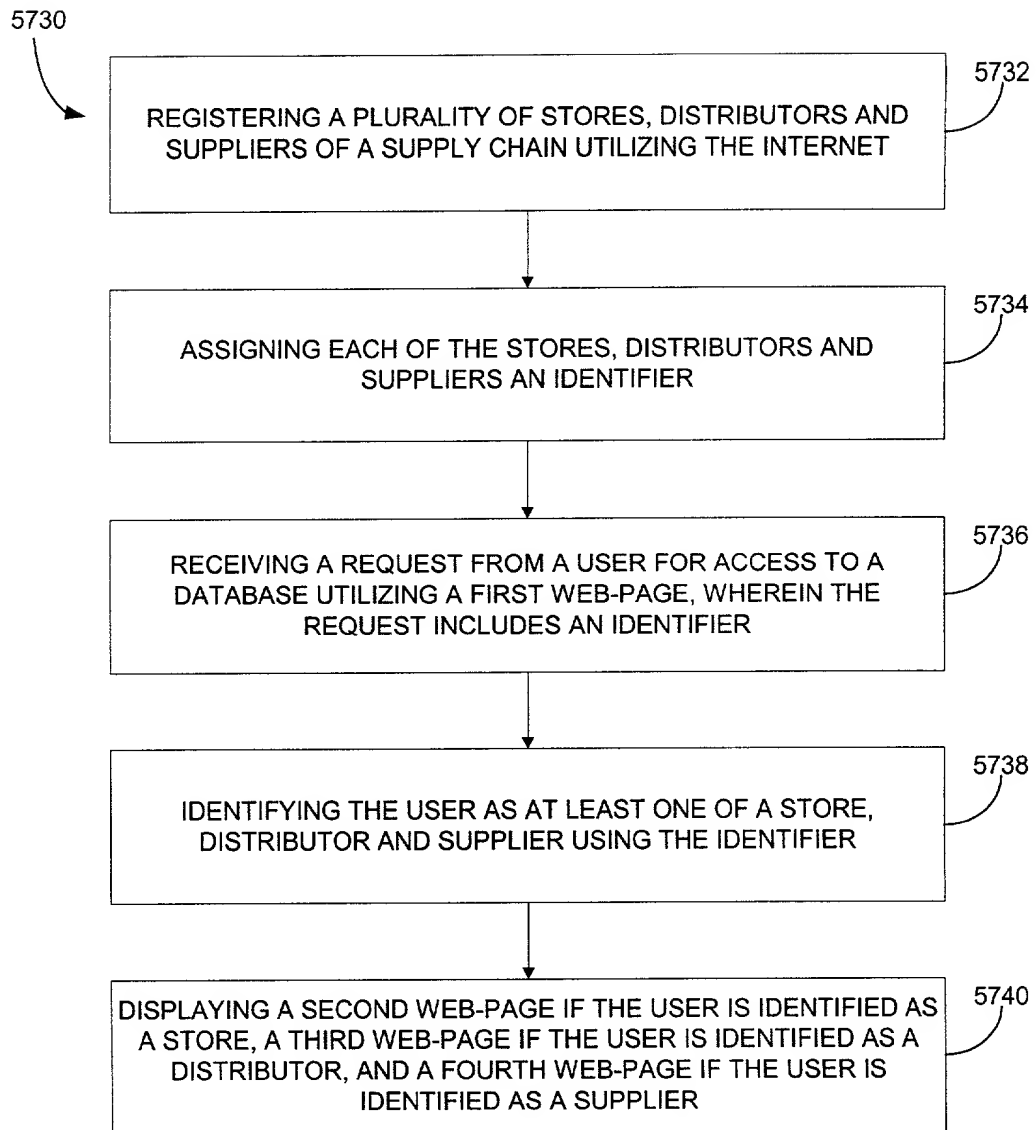 5730
5732
REGISTERING A PLURALITY OF STORES, DISTRIBUTORS AND
SUPPLIERS OF A SUPPLY CHAIN UTILIZING THE INTERNET
5734
ASSIGNING EACH OF THE STORES, DISTRIBUTORS AND
SUPPLIERS AN IDENTIFIER
5736
RECEIVING A REQUEST FROM A USER FOR ACCESS TO A
DATABASE UTILIZING A FIRST WEB-PAGE, WHEREIN THE
REQUEST INCLUDES AN IDENTIFIER
5738
IDENTIFYING THE USER AS AT LEAST ONE OF A STORE,
DISTRIBUTOR AND SUPPLIER USING THE IDENTIFIER
5740
DISPLAYING A SECOND WEB-PAGE IF THE USER IS IDENTIFIED AS
A STORE, A THIRD WEB-PAGE IF THE USER IS IDENTIFIED AS A
DISTRIBUTOR, AND A FOURTH WEB-PAGE IF THE USER IS
IDENTIFIED AS A SUPPLIER